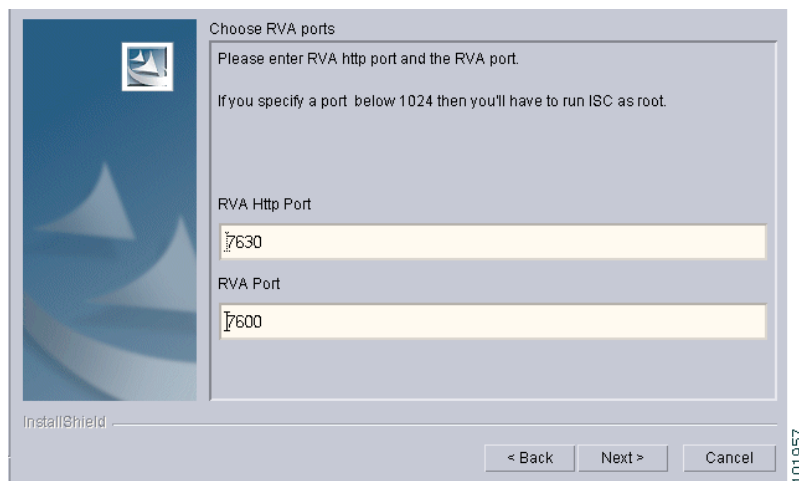 Choose RVA ports
Please enter RVA http port and the RVA port.
If you specify a port below 1024 then you'll have to run ISC as root.
RVA Http Port
7630
RVA Port
7600
InstallShield
< Back
Next >
Cancel
101957